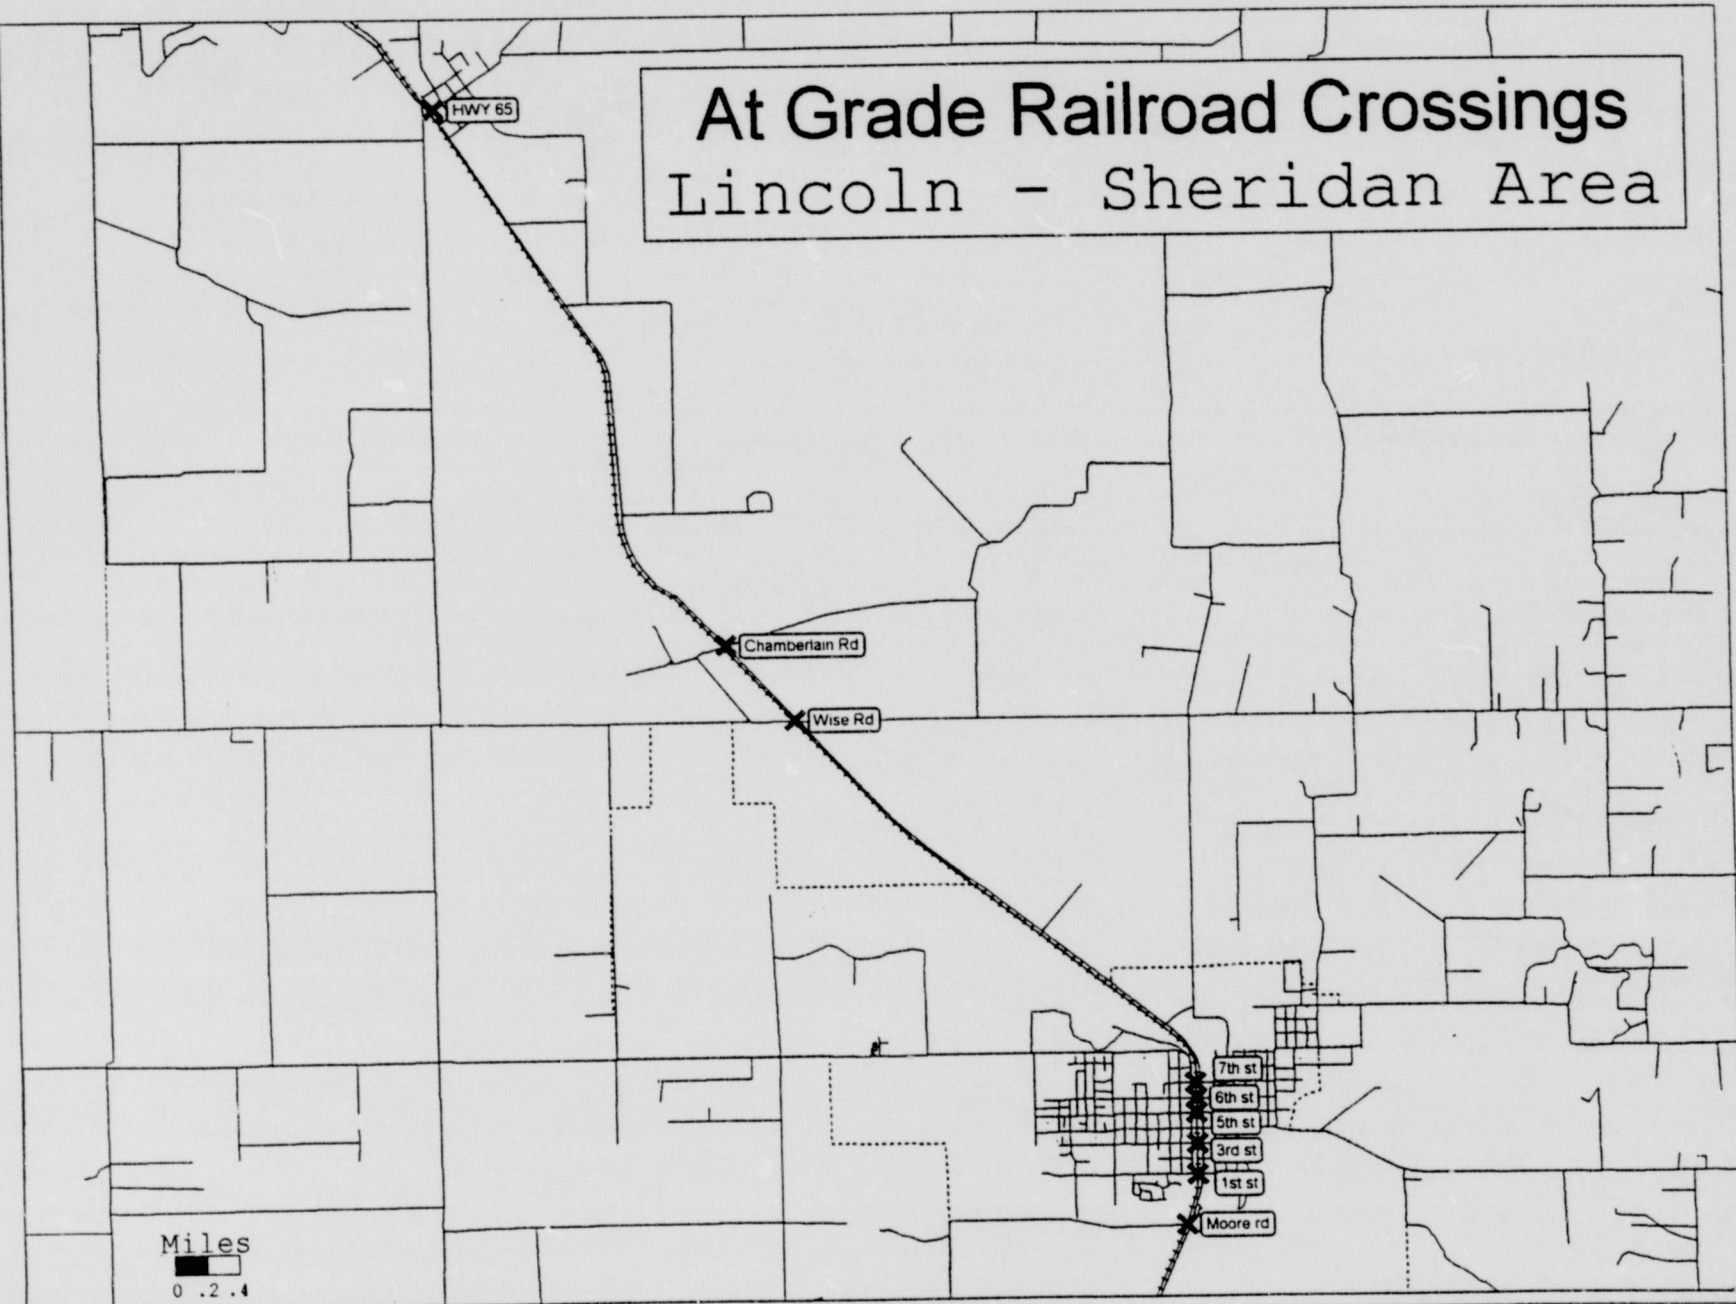 At Grade Railroad Crossings
Lincoln - Sheridan Area
HWY 65
Chamberlain Rd
Wise Rd
7th st
6th st
5th st
3rd st
1st st
Moore rd
Miles
0 .2 .4